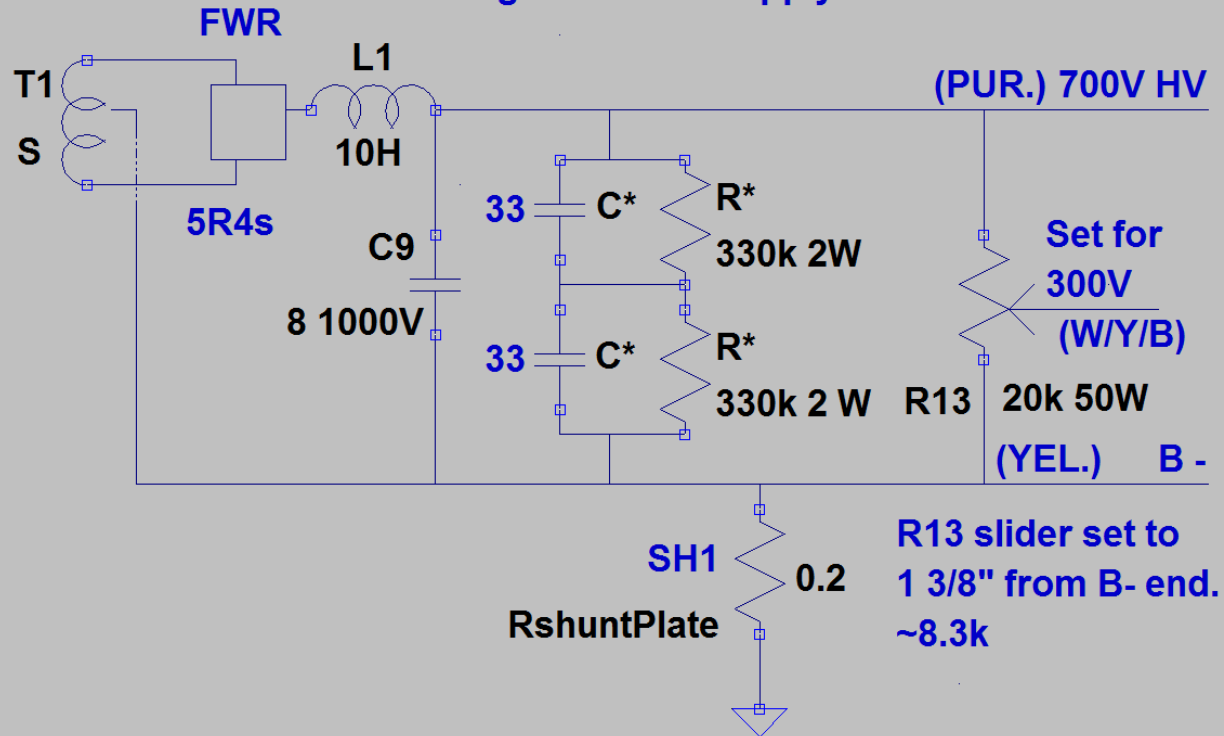 FWR
T1
L1
(PUR.) 700V HV
S
10H
5R4s
33
C*
R*
330k 2W
Set for
300V
(W/Y/B)
C9
8 1000V
33
C*
R*
330k 2 W
R13
20k 50W
(YEL.) B -
SH1
0.2
RshuntPlate
R13 slider set to
1 3/8" from B- end.
~8.3k